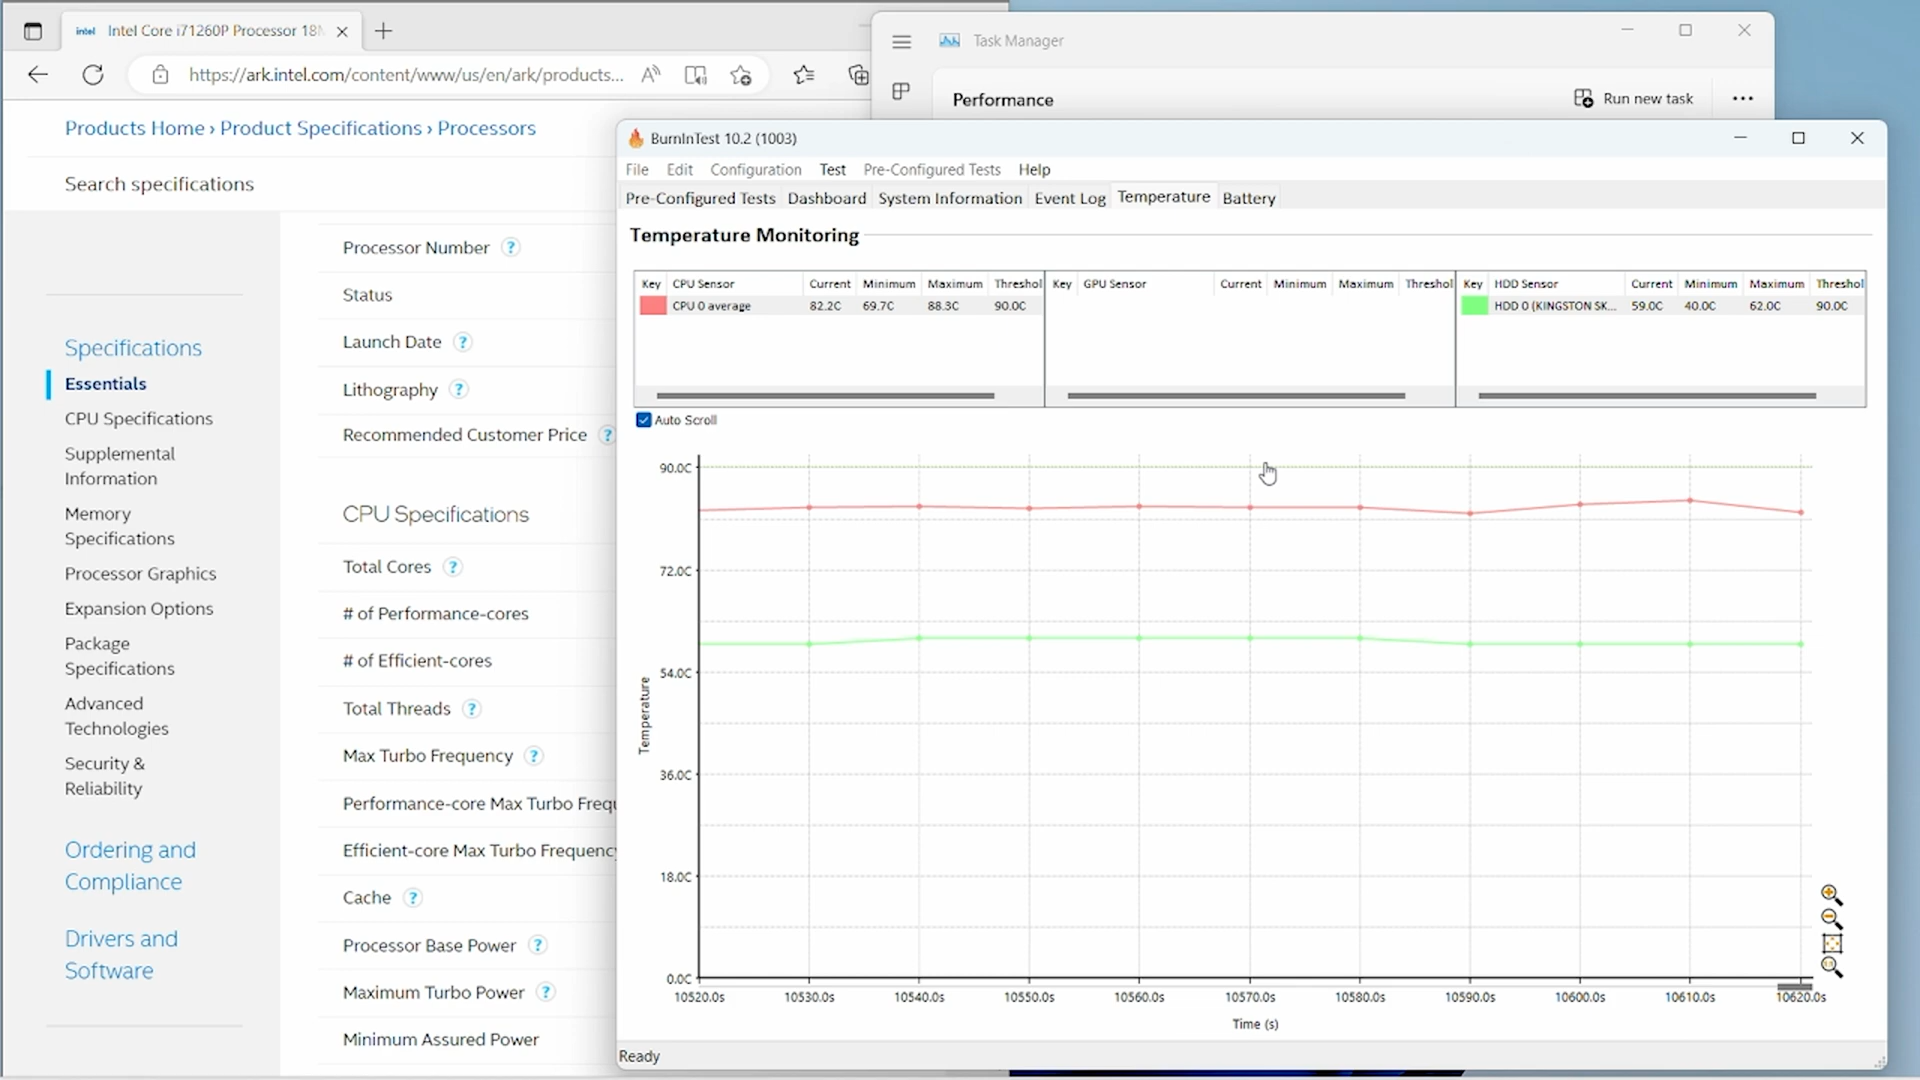 intel Intel Core i71260P Processor 18
https://ark.intel.com/content/www/us/en/ark/products...
Products Home › Product Specifications › Processors
Search specifications
Specifications
Essentials
CPU Specifications
Supplemental
Information
Memory
Specifications
Processor Graphics
Expansion Options
Package
Specifications
Advanced
Technologies
Security &
Reliability
Ordering and
Compliance
Drivers and
Software
Processor Number ?
Status
Launch Date ?
Lithography ?
Recommended Customer Price ?
CPU Specifications
Total Cores ?
# of Performance-cores
# of Efficient-cores
Total Threads ?
Max Turbo Frequency ?
Performance-core Max Turbo Frequ
Efficient-core Max Turbo Frequency
Cache ?
Processor Base Power ?
Maximum Turbo Power ?
Minimum Assured Power
Task Manager
Performance
Run new task
BurnInTest 10.2 (1003)
File Edit Configuration Test Pre-Configured Tests Help
Pre-Configured Tests Dashboard System Information Event Log Temperature Battery
Temperature Monitoring
Key CPU Sensor Current Minimum Maximum Threshol Key GPU Sensor Current Minimum Maximum Threshol Key HDD Sensor Current Minimum Maximum Threshol
CPU 0 average 82.2C 69.7C 88.3C 90.0C HDD 0 (KINGSTON SK... 59.0C 40.0C 62.0C 90.0C
Auto Scroll
90.0C
72.0C
54.0C
36.0C
18.0C
0.0C
Temperature
10520.0s 10530.0s 10540.0s 10550.0s 10560.0s 10570.0s 10580.0s 10590.0s 10600.0s 10610.0s 10620.0s
Time (s)
Ready